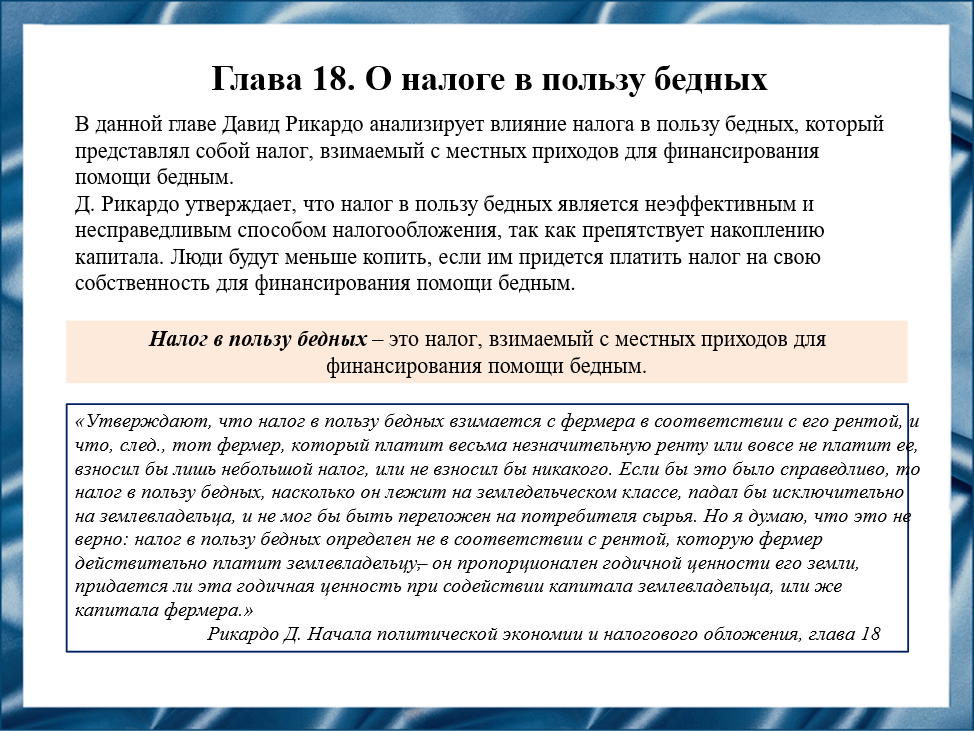 Глава 18. О налоге в пользу бедных
В данной главе Давид Рикардо анализирует влияние налога в пользу бедных, который
представлял собой налог, взимаемый с местных приходов для финансирования
помощи бедным.
Д. Рикардо утверждает, что налог в пользу бедных является неэффективным и
несправедливым способом налогообложения, так как препятствует накоплению
капитала. Люди будут меньше копить, если им придется платить налог на свою
собственность для финансирования помощи бедным.
Налог в пользу бедных – это налог, взимаемый с местных приходов для
финансирования помощи бедным.
«Утверждают, что налог в пользу бедных взимается с фермера в соответствии с его рентой, и
что, след., тот фермер, который платит весьма незначительную ренту или вовсе не платит ее,
взносил бы лишь небольшой налог, или не взносил бы никакого. Если бы это было справедливо, то
налог в пользу бедных, насколько он лежит на земледельческом классе, падал бы исключительно
на землевладельца, и не мог бы быть переложен на потребителя сырья. Но я думаю, что это не
верно: налог в пользу бедных определен не в соответствии с рентой, которую фермер
действительно платит землевладельцу,– он пропорционален годичной ценности его земли,
придается ли эта годичная ценность при содействии капитала землевладельца, или же
капитала фермера.»
Рикардо Д. Начала политической экономии и налогового обложения, глава 18